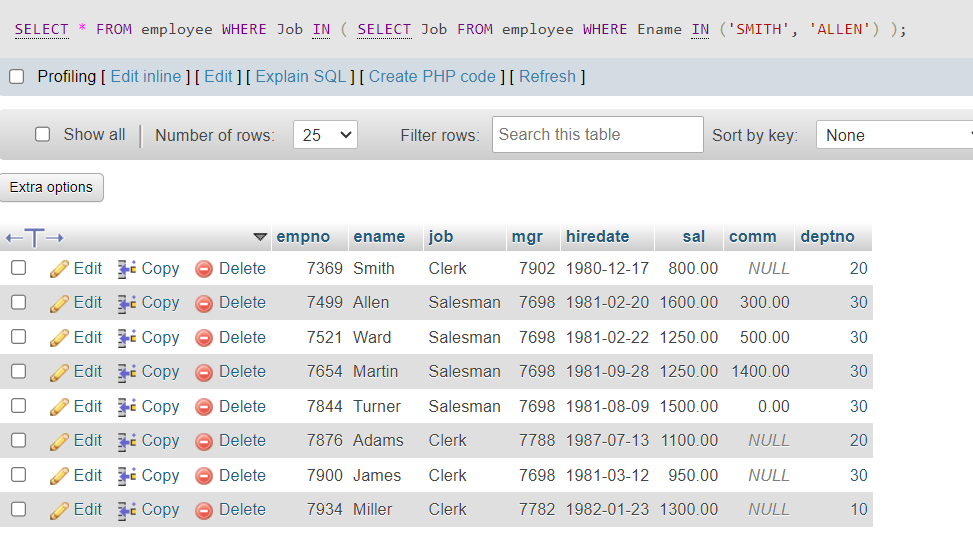 SELECT * FROM employee WHERE Job IN ( SELECT Job FROM employee WHERE Ename IN ('SMITH', 'ALLEN') );
Profiling [ Edit inline ] [ Edit ] [ Explain SQL ] [ Create PHP code ] [ Refresh ]
Show all Number of rows: 25 Filter rows: Search this table Sort by key: None
Extra options
←T→ empno ename job mgr hiredate sal comm deptno
Edit Copy Delete 7369 Smith Clerk 7902 1980-12-17 800.00 NULL 20
Edit Copy Delete 7499 Allen Salesman 7698 1981-02-20 1600.00 300.00 30
Edit Copy Delete 7521 Ward Salesman 7698 1981-02-22 1250.00 500.00 30
Edit Copy Delete 7654 Martin Salesman 7698 1981-09-28 1250.00 1400.00 30
Edit Copy Delete 7844 Turner Salesman 7698 1981-08-09 1500.00 0.00 30
Edit Copy Delete 7876 Adams Clerk 7788 1987-07-13 1100.00 NULL 20
Edit Copy Delete 7900 James Clerk 7698 1981-03-12 950.00 NULL 30
Edit Copy Delete 7934 Miller Clerk 7782 1982-01-23 1300.00 NULL 10